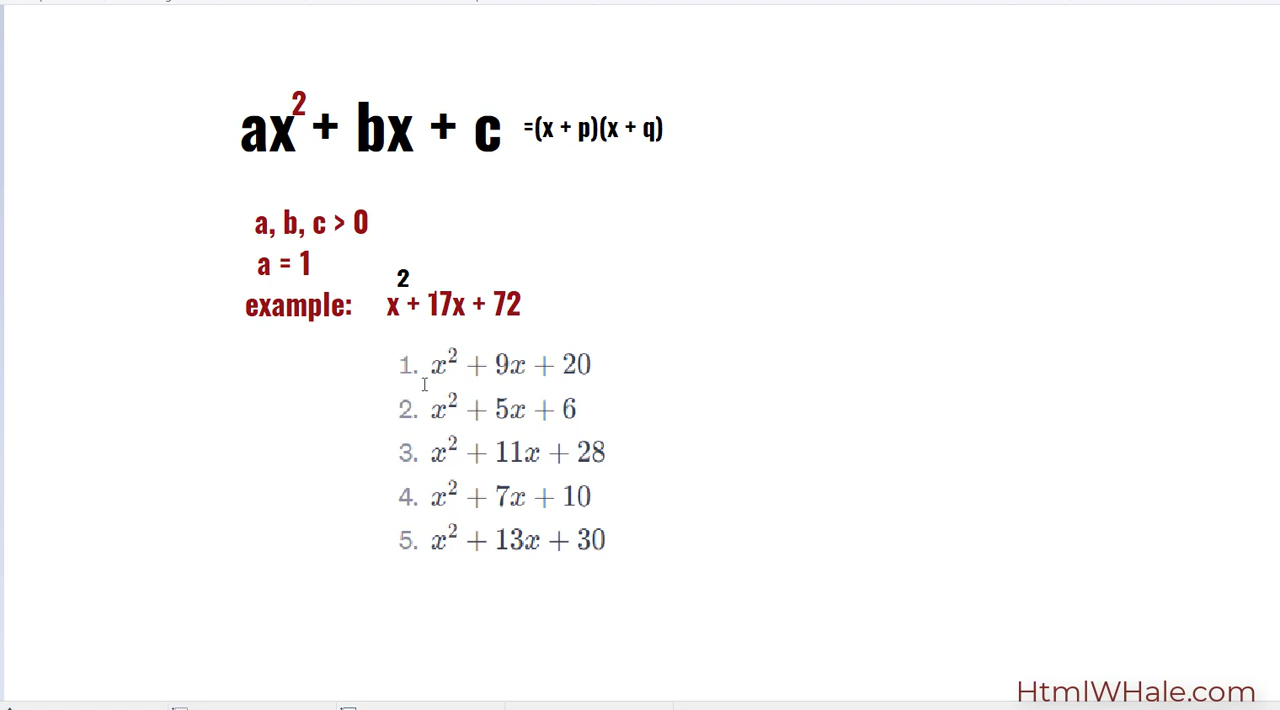 ax² + bx + c =(x + p)(x + q)
a, b, c > 0
a = 1
example: x² + 17x + 72
1. x² + 9x + 20
2. x² + 5x + 6
3. x² + 11x + 28
4. x² + 7x + 10
5. x² + 13x + 30
HtmlWHale.com